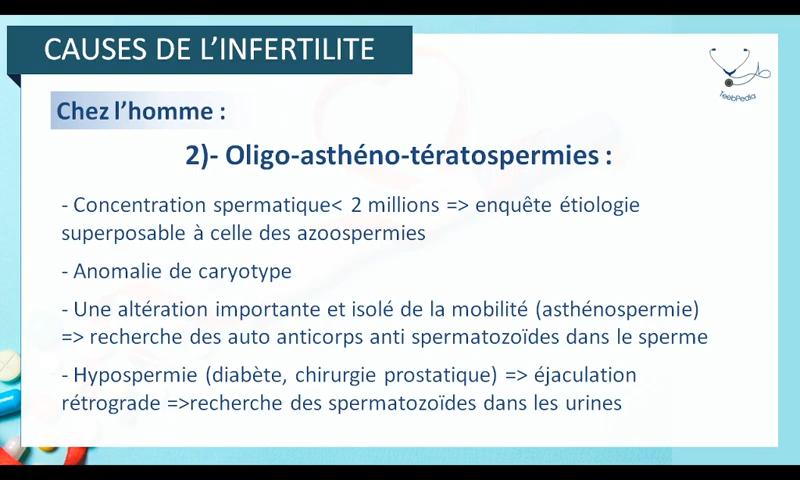 CAUSES DE L’INFERTILITE
TeebPedia
Chez l’homme :
2)- Oligo-asthéno-tératospermies :
- Concentration spermatique< 2 millions => enquête étiologie
superposable à celle des azoospermies
- Anomalie de caryotype
- Une altération importante et isolé de la mobilité (asthénospermie)
=> recherche des auto anticorps anti spermatozoïdes dans le sperme
- Hypospermie (diabète, chirurgie prostatique) => éjaculation
rétrograde =>recherche des spermatozoïdes dans les urines